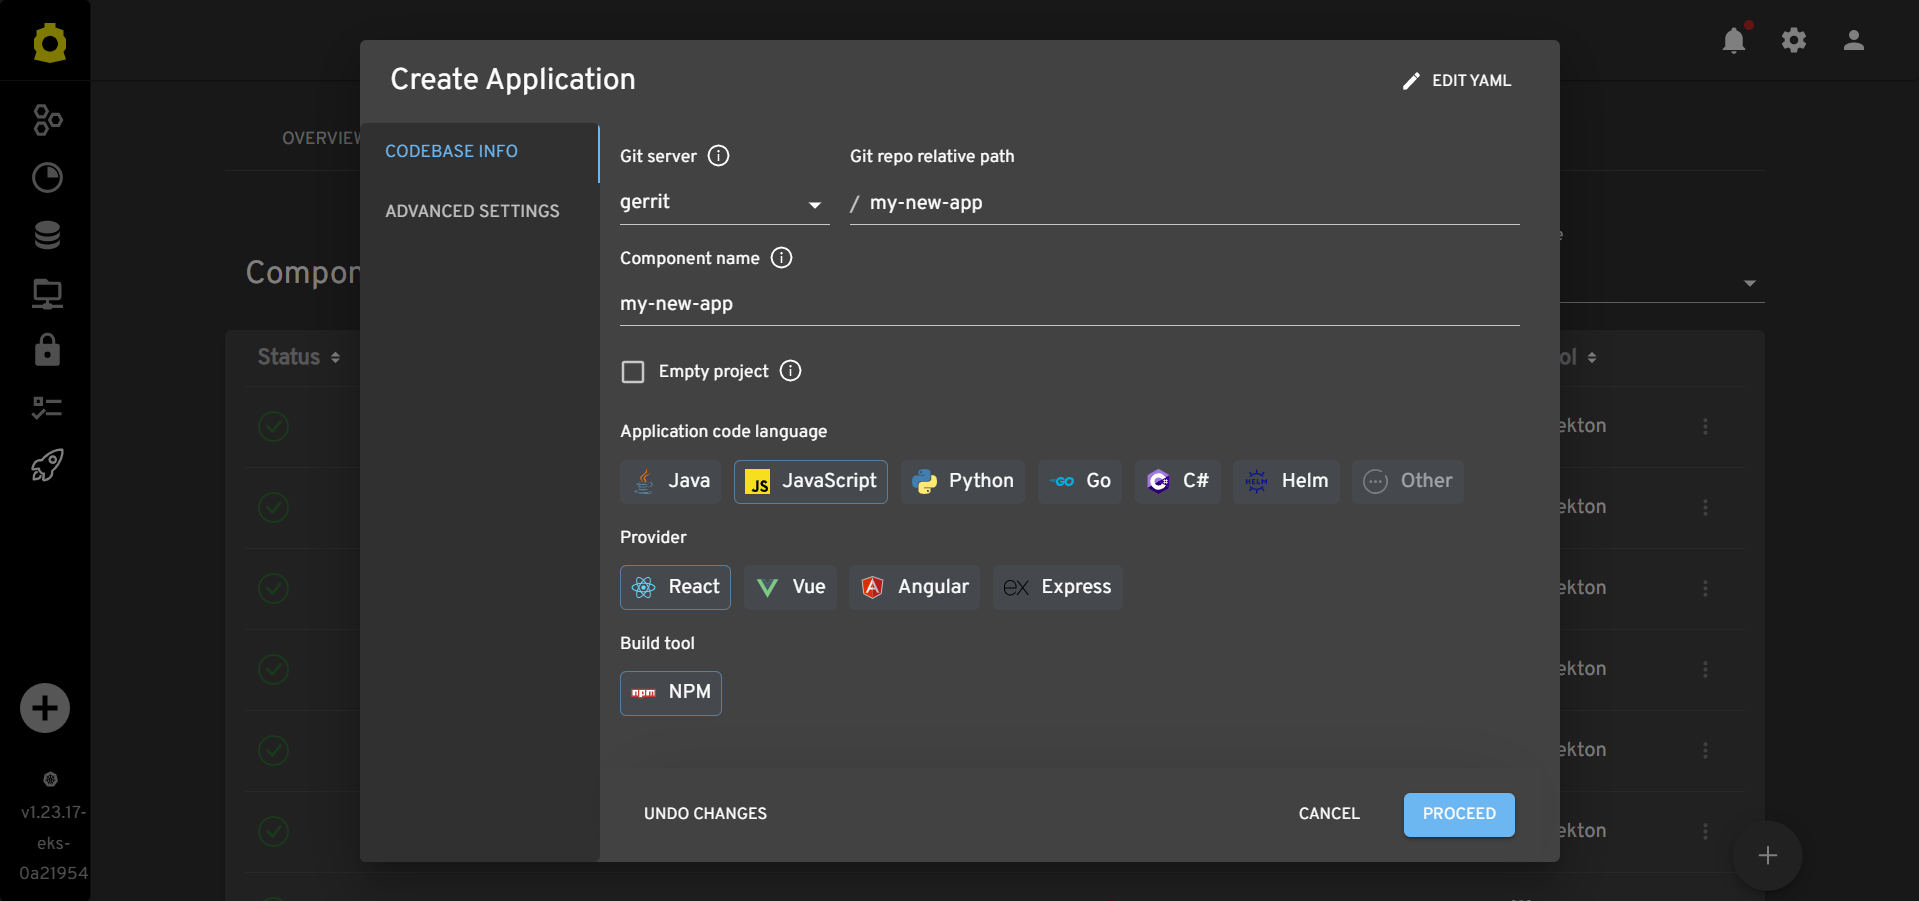 Create Application
EDIT YAML
OVERVIEW
CODEBASE INFO
ADVANCED SETTINGS
Git server
Git repo relative path
gerrit
/ my-new-app
Component name
my-new-app
Compon
Status
ol
Empty project
Application code language
Java
JavaScript
Python
Go
C#
Helm
Other
Provider
React
Vue
Angular
Express
Build tool
NPM
ekton
ekton
ekton
ekton
ekton
ekton
UNDO CHANGES
CANCEL
PROCEED
v1.23.17-
eks-
0a21954